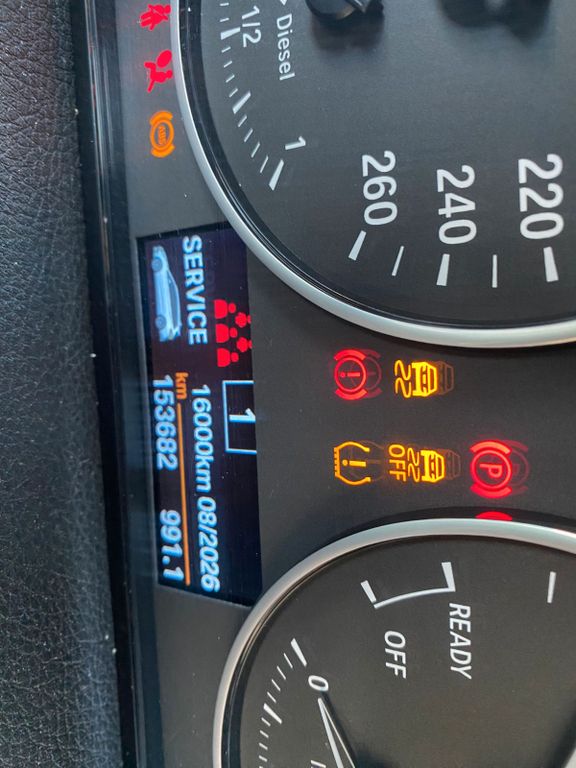 1/2
Diesel
1
260
240
220
ABS
SERVICE
1
16000km 08/2026
km
153682
991.1
OFF
P
READY
OFF
0